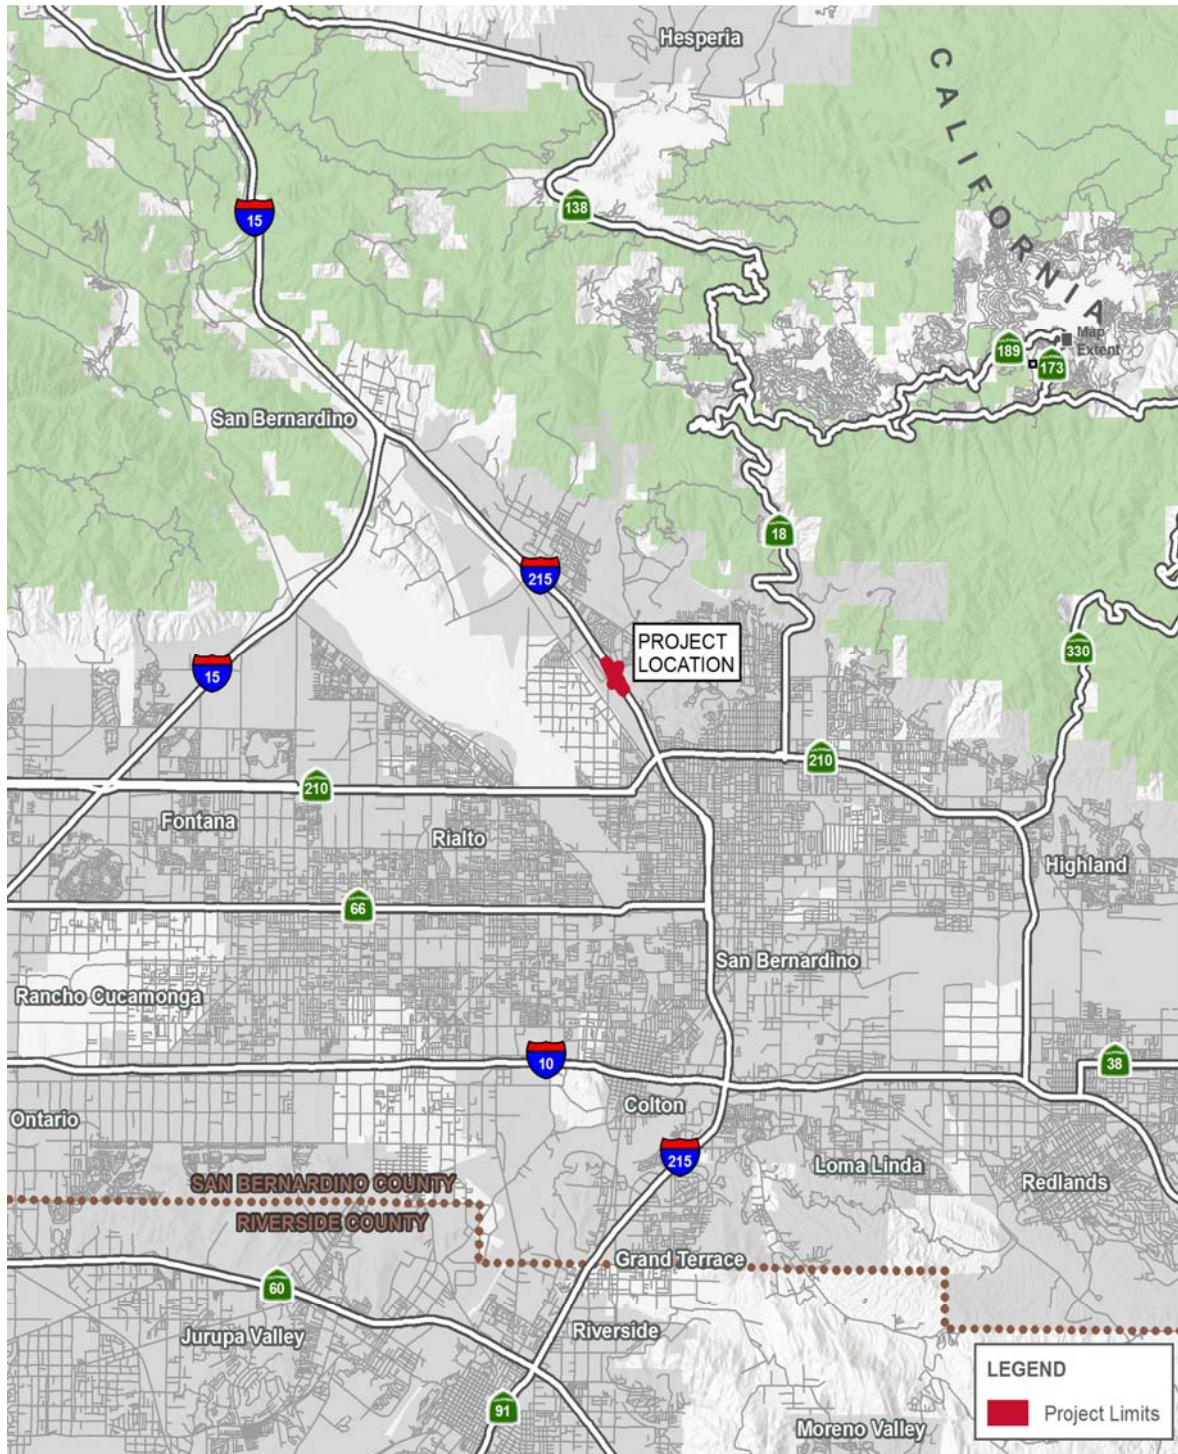 Hesperia
CALIFORNIA
15
138
Map
Extent
189
173
San Bernardino
18
215
PROJECT
LOCATION
330
15
210
210
Fontana
Rialto
Highland
66
San Bernardino
Rancho Cucamonga
10
38
Ontario
Colton
215
Loma Linda
Redlands
SAN BERNARDINO COUNTY
RIVERSIDE COUNTY
Grand Terrace
60
Jurupa Valley
Riverside
91
Moreno Valley
LEGEND
Project Limits